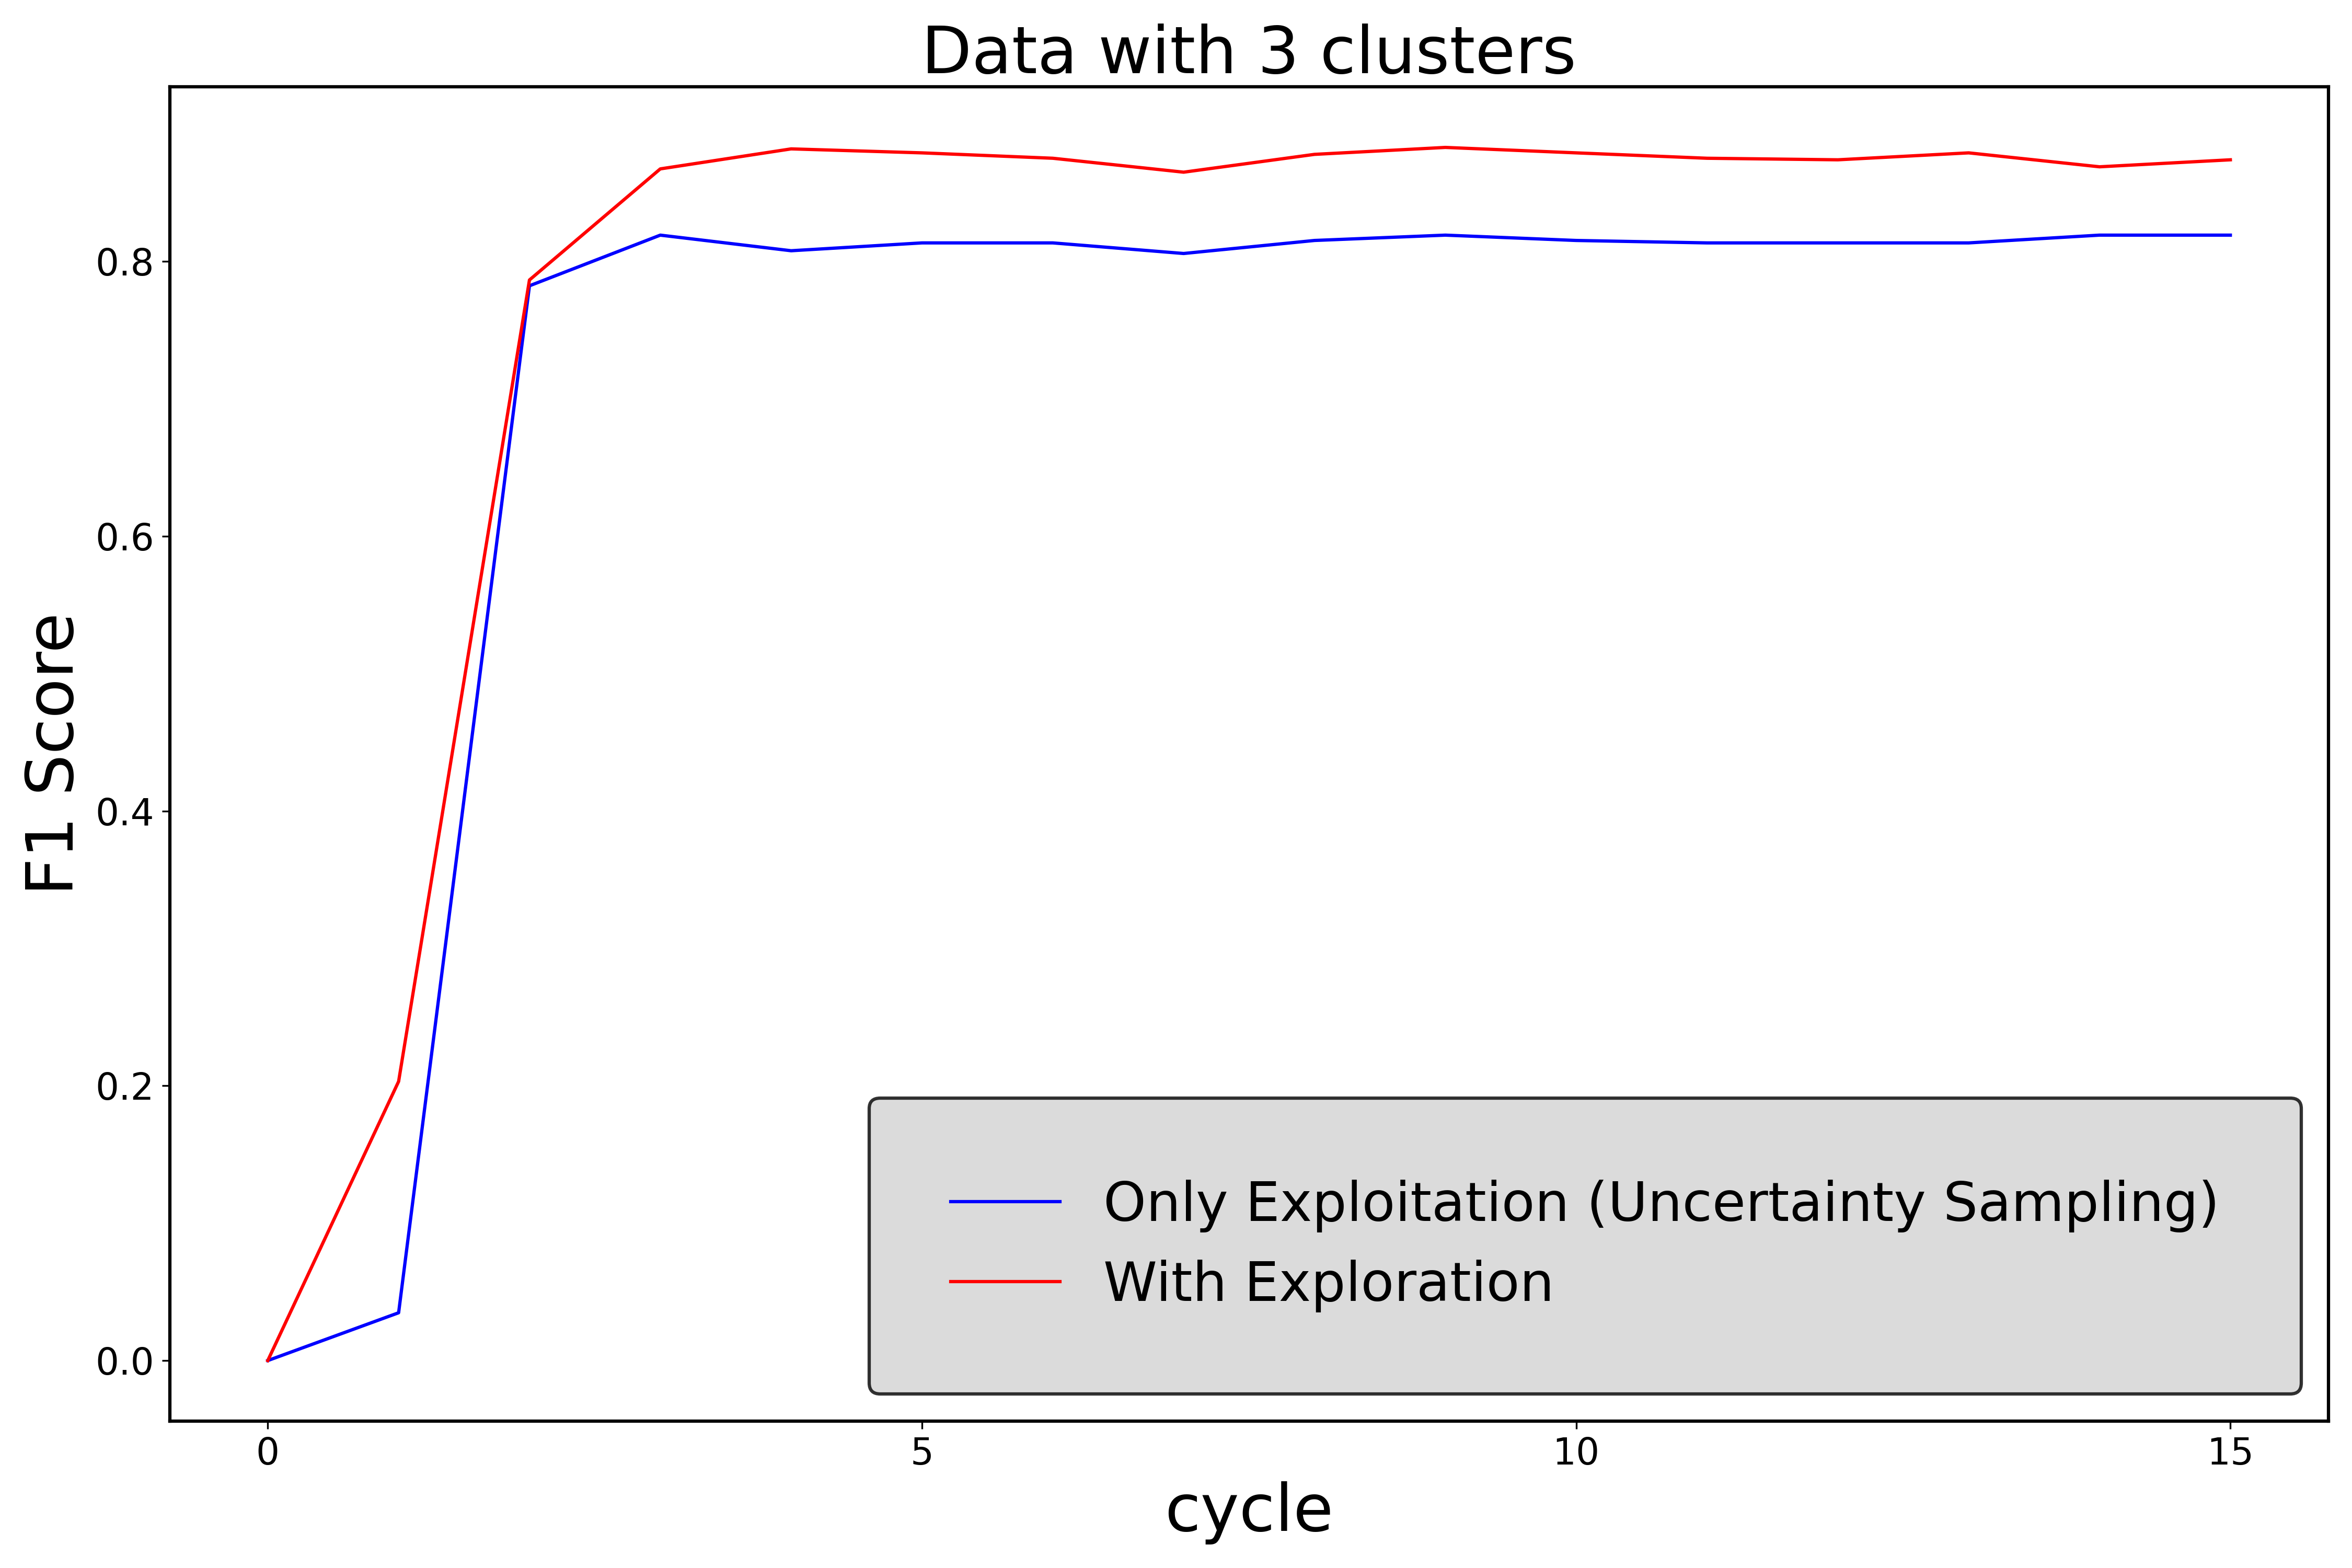 Data with 3 clusters
F1 Score
0.8
0.6
0.4
0.2
0.0
Only Exploitation (Uncertainty Sampling)
With Exploration
0
5
10
15
cycle